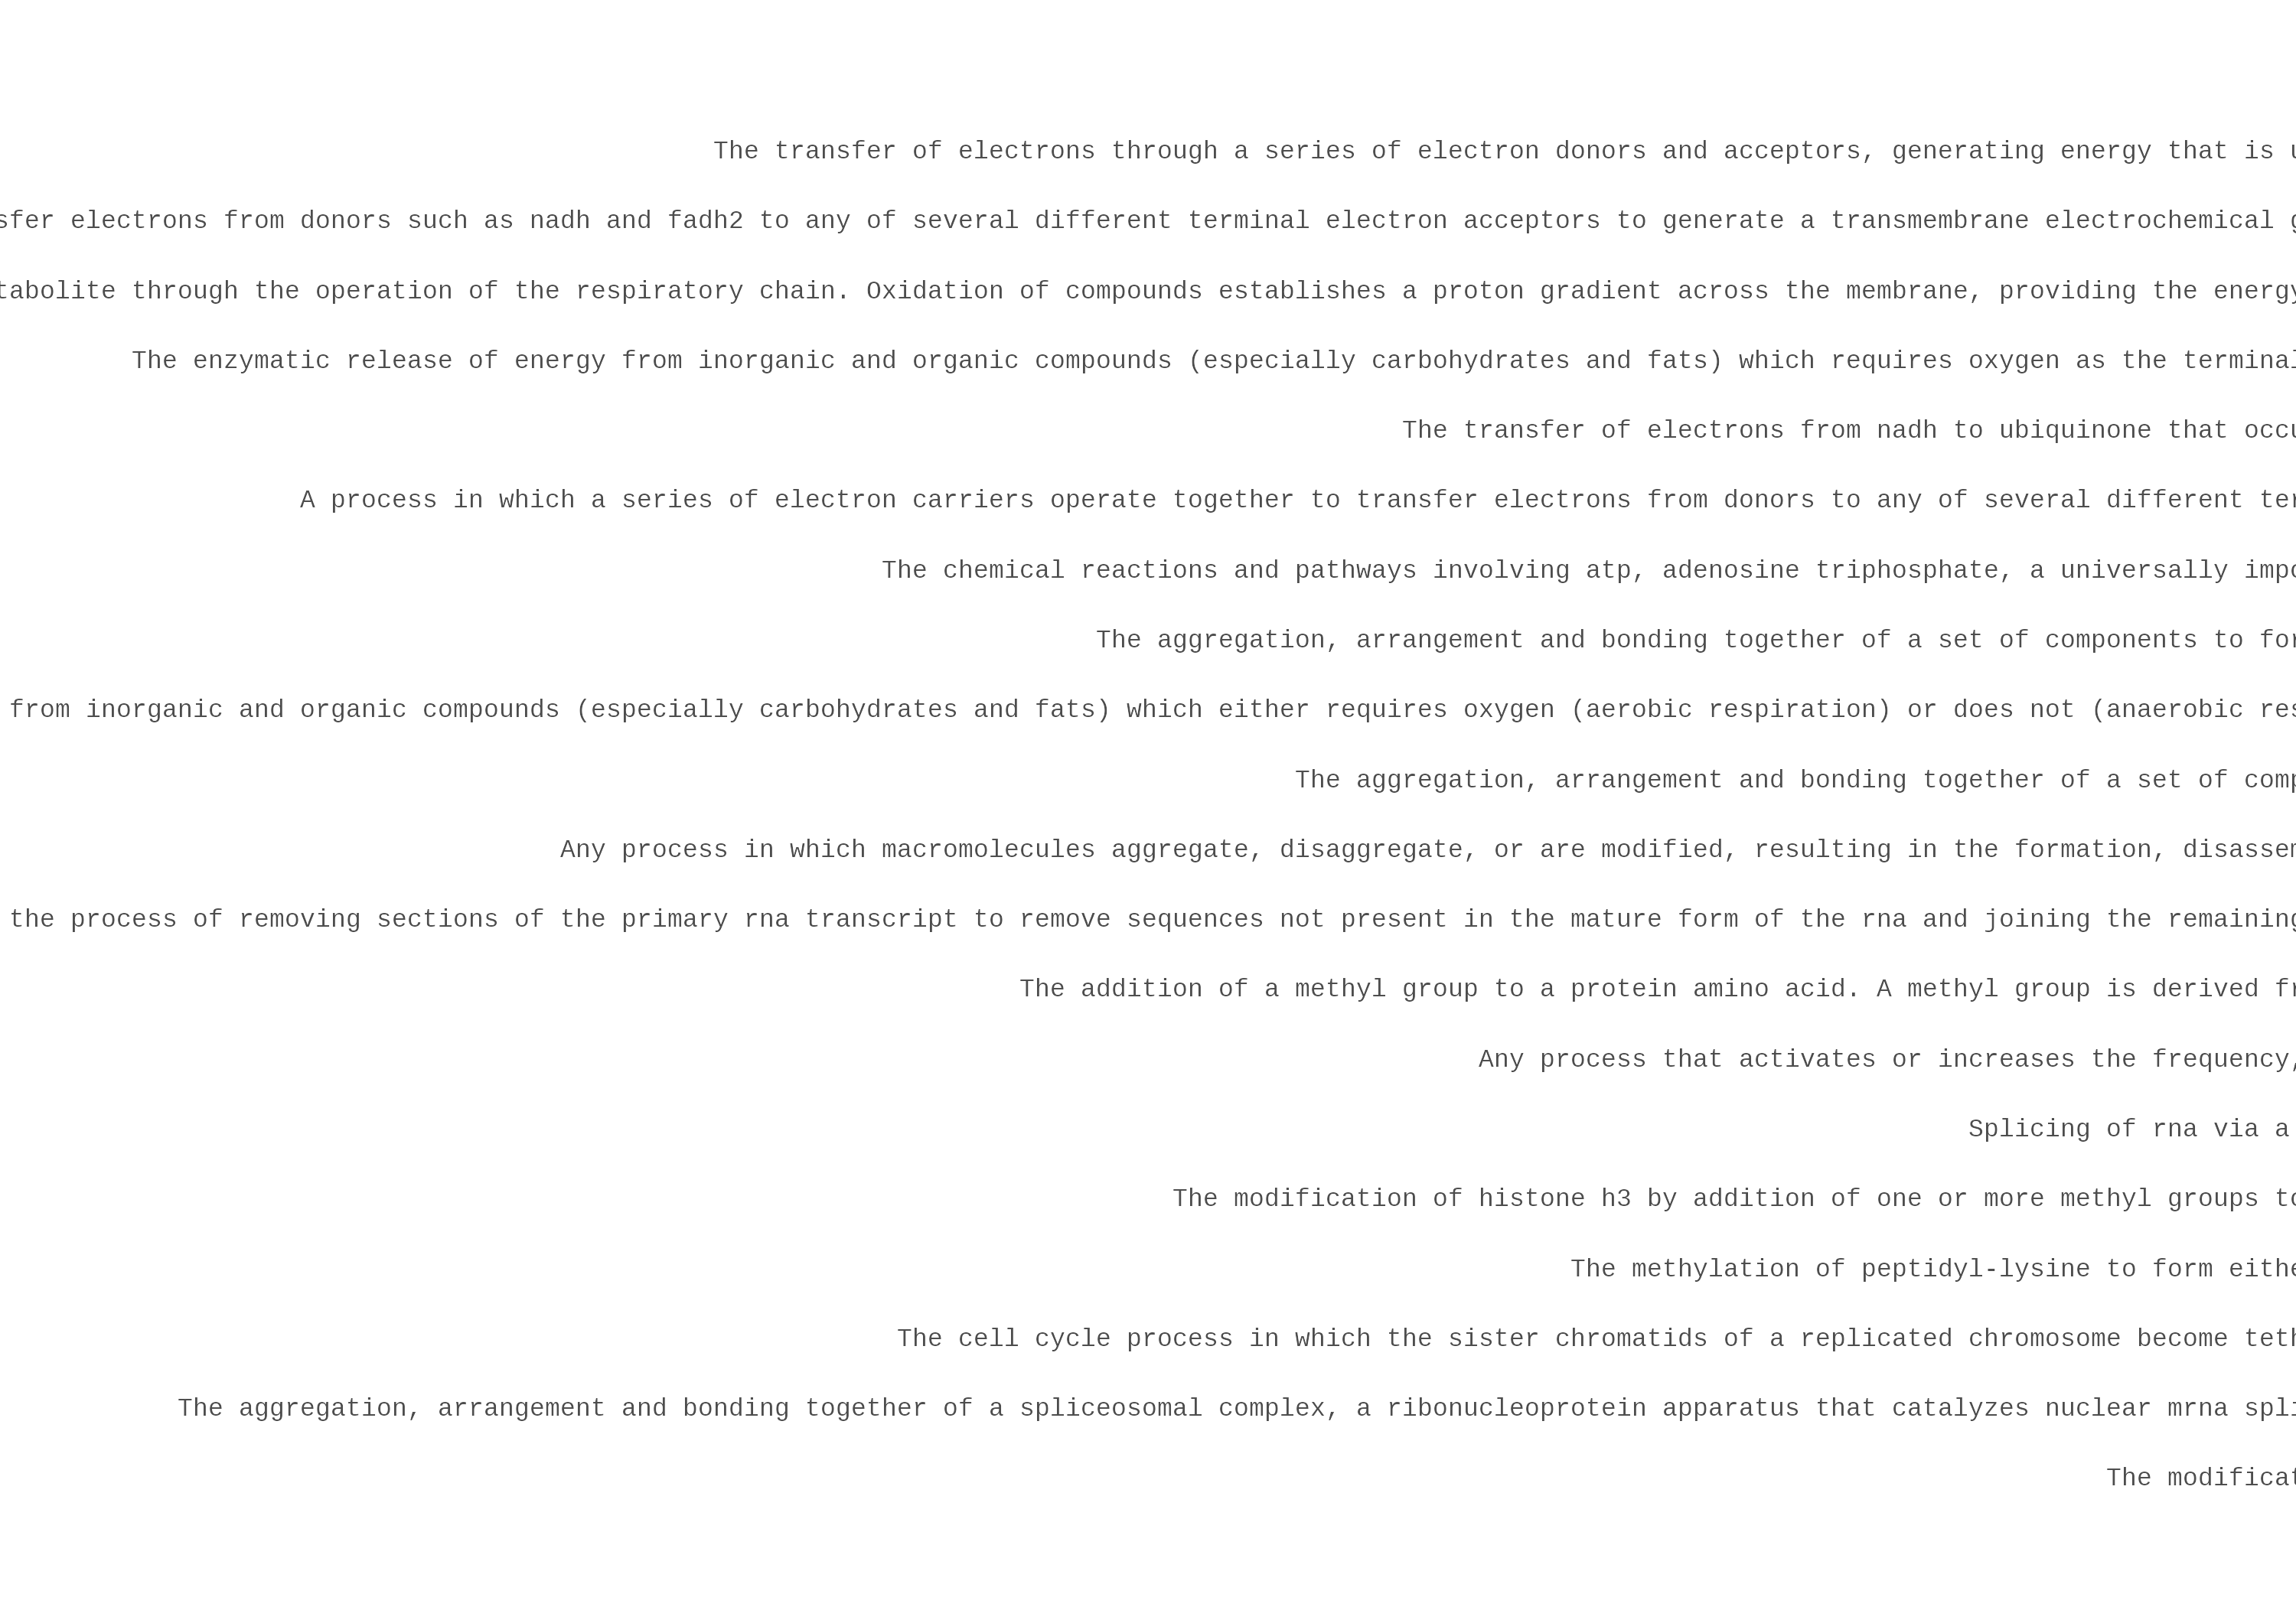 The transfer of electrons through a series of electron donors and acceptors, generating energy that is
electrons from donors such as nadh and fadh2 to any of several different terminal electron acceptors to generate a transmembrane electrochemical
through the operation of the respiratory chain. Oxidation of compounds establishes a proton gradient across the membrane, providing the energy
The enzymatic release of energy from inorganic and organic compounds (especially carbohydrates and fats) which requires oxygen as the terminal
The transfer of electrons from nadh to ubiquinone that
A process in which a series of electron carriers operate together to transfer electrons from donors to any of several different
The chemical reactions and pathways involving atp, adenosine triphosphate, a universally
The aggregation, arrangement and bonding together of a set of components to
from inorganic and organic compounds (especially carbohydrates and fats) which either requires oxygen (aerobic respiration) or does not (anaerobic
The aggregation, arrangement and bonding together of a set of
Any process in which macromolecules aggregate, disaggregate, or are modified, resulting in the formation,
the process of removing sections of the primary rna transcript to remove sequences not present in the mature form of the rna and joining the remaining
The addition of a methyl group to a protein amino acid. A methyl group is derived
Any process that activates or increases the frequency,
Splicing of rna via a
The modification of histone h3 by addition of one or more methyl groups to
The methylation of peptidyl-lysine to form
The cell cycle process in which the sister chromatids of a replicated chromosome become
The aggregation, arrangement and bonding together of a spliceosomal complex, a ribonucleoprotein apparatus that catalyzes nuclear mrna
The